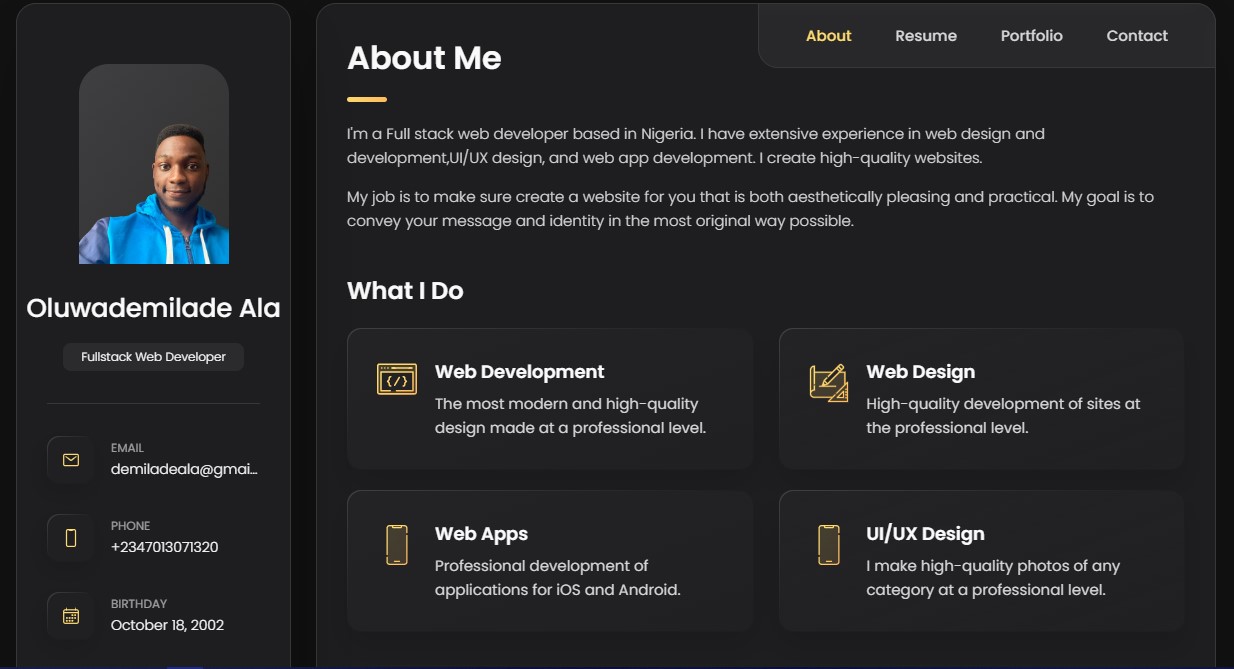 Oluwademilade Ala
Fullstack Web Developer
EMAIL
demiladeala@gmai...
PHONE
+2347013071320
BIRTHDAY
October 18, 2002
About
Resume
Portfolio
Contact
About Me
I'm a Full stack web developer based in Nigeria. I have extensive experience in web design and
development,UI/UX design, and web app development. I create high-quality websites.
My job is to make sure create a website for you that is both aesthetically pleasing and practical. My goal is to
convey your message and identity in the most original way possible.
What I Do
</>
Web Development
The most modern and high-quality
design made at a professional level.
Web Design
High-quality development of sites at
the professional level.
Web Apps
Professional development of
applications for iOS and Android.
UI/UX Design
I make high-quality photos of any
category at a professional level.